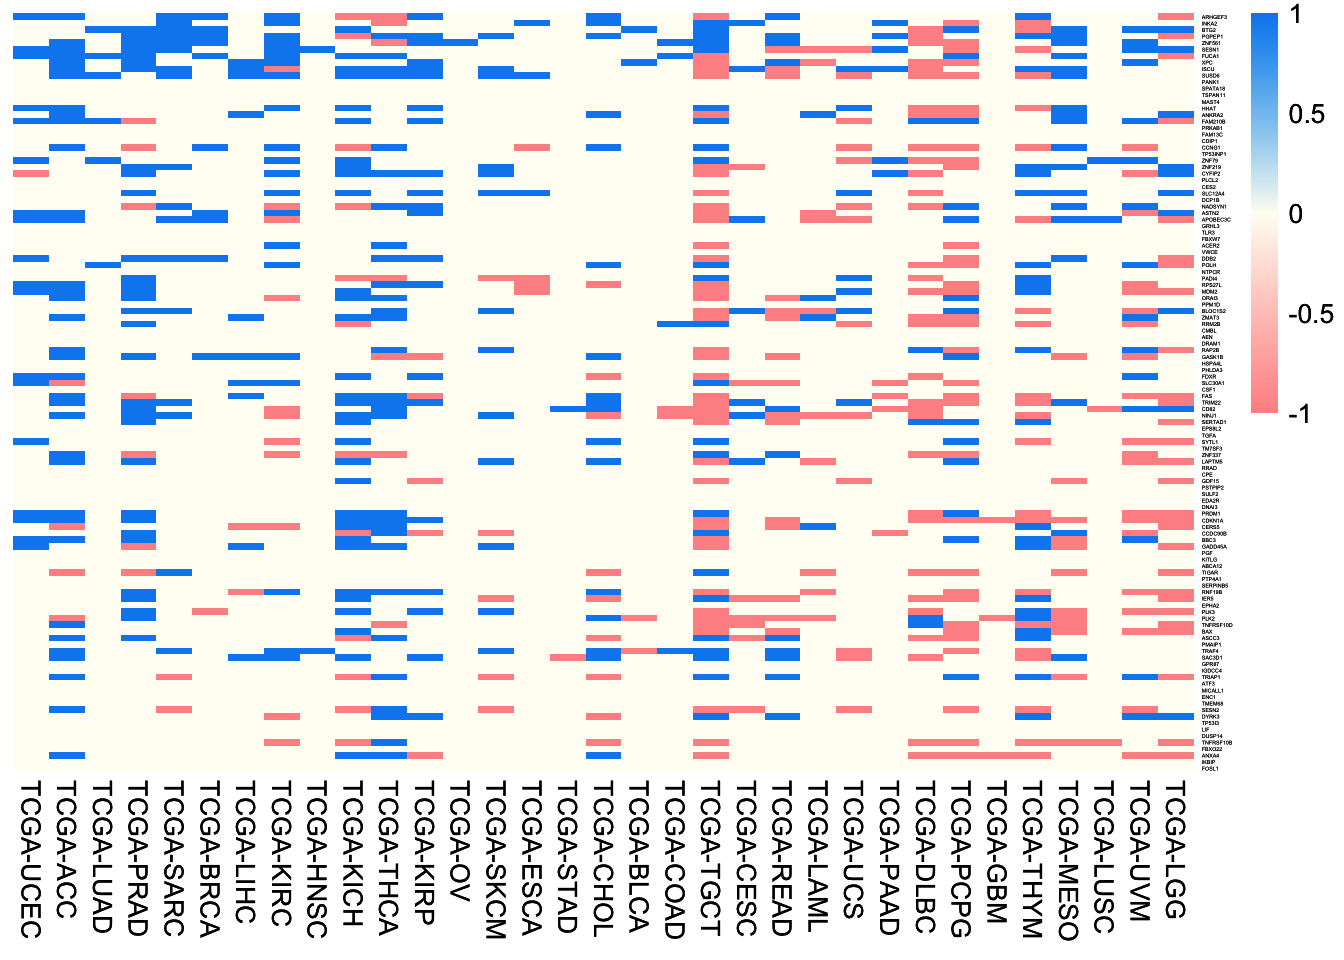 1
0.5
0
-0.5
-1
ARHGEF3
INKA2
BTG2
PGPEP1
ZNF561
SESN1
FUCA1
XPC
ISCU
SUSD6
PANK1
SPATA18
TSPAN11
MAST4
HHAT
ANKRA2
FAM210B
PRKAB1
FAM13C
CDIP1
CCNG1
TP53INP1
ZNF79
ZNF219
CYFIP2
PLCL2
CES2
SLC12A4
DCP1B
NADSYN1
ASTN2
APOBEC3C
GRHL3
TLR3
FBXW7
ACER2
VWCE
DDB2
POLH
NTPCR
PADI4
RPS27L
MDM2
ORAI3
PPM1D
BLOC1S2
ZMAT3
RRM2B
CMBL
AEN
DRAM1
RAP2B
GASK1B
HSPA4L
PHLDA3
FDXR
SLC30A1
CSF1
FAS
TRIM22
CD82
NINJ1
SERTAD1
EPS8L2
TGFA
SYTL1
TM7SF3
ZNF337
LAPTM5
RRAD
CPE
GDF15
PSTPIP2
SULF2
EDA2R
DNAI3
PRDM1
CDKN1A
CERS5
CCDC90B
BBC3
GADD45A
PGF
KITLG
ABCA12
TIGAR
PTP4A1
SERPINB5
RNF19B
IER5
EPHA2
PLK3
PLK2
TNFRSF10D
BAX
ASCC3
PMAIP1
TRAF4
SAC3D1
GPR87
IGDCC4
TRIAP1
ATF3
MICALL1
ENC1
TMEM68
SESN2
DYRK3
TP53I3
LIF
DUSP14
TNFRSF10B
FBXO22
ANXA4
IKBIP
FOSL1
TCGA-UCEC
TCGA-ACC
TCGA-LUAD
TCGA-PRAD
TCGA-SARC
TCGA-BRCA
TCGA-LIHC
TCGA-KIRC
TCGA-HNSC
TCGA-KICH
TCGA-THCA
TCGA-KIRP
TCGA-OV
TCGA-SKCM
TCGA-ESCA
TCGA-STAD
TCGA-CHOL
TCGA-BLCA
TCGA-COAD
TCGA-TGCT
TCGA-CESC
TCGA-READ
TCGA-LAML
TCGA-UCS
TCGA-PAAD
TCGA-DLBC
TCGA-PCPG
TCGA-GBM
TCGA-THYM
TCGA-MESO
TCGA-LUSC
TCGA-UVM
TCGA-LGG